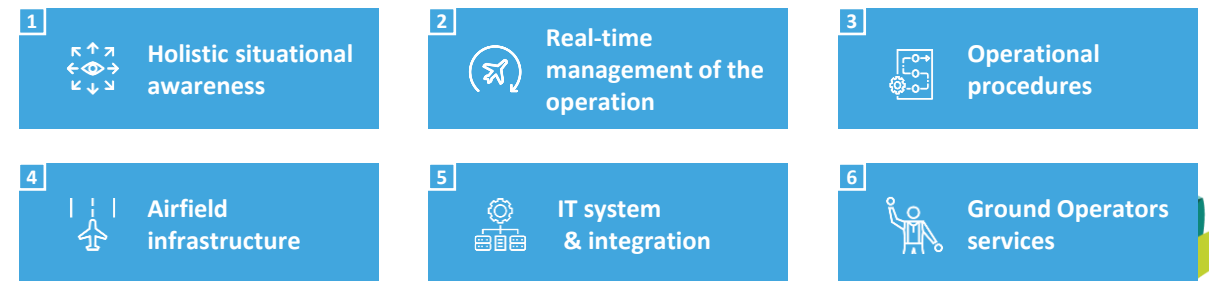 1
Holistic situational
awareness
2
Real-time
management of the
operation
3
Operational
procedures
4
Airfield
infrastructure
5
IT system
& integration
6
Ground Operators
services